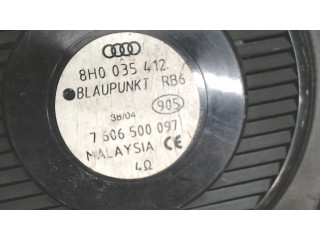 8H0 035 412
BLAUPUNKT RB6
905
38/04
7 606 500 097
MALAYSIA CE
4Ω